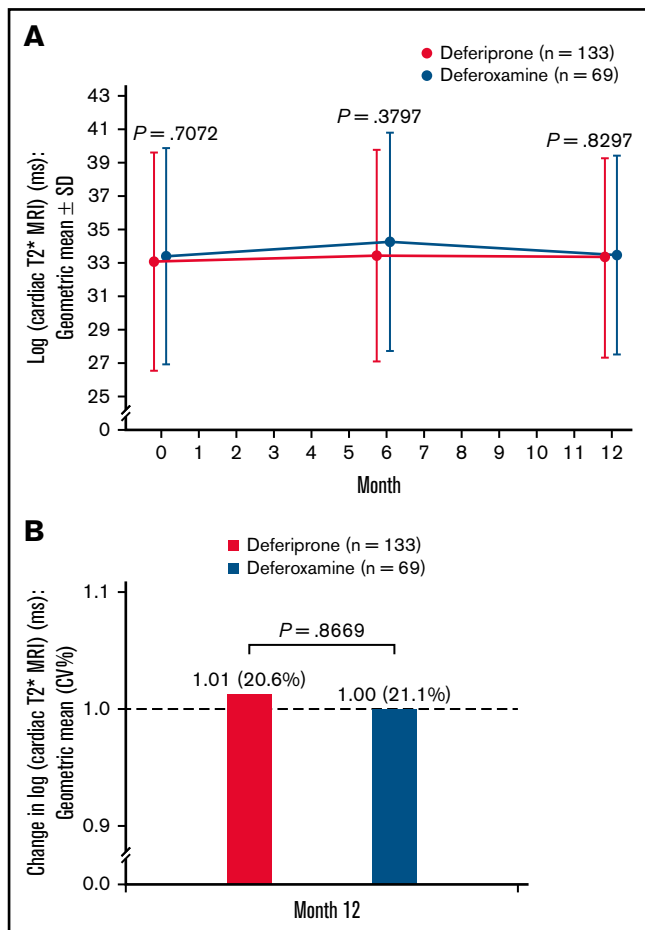 A
Deferiprone (n = 133)
Deferoxamine (n = 69)
Log (cardiac T2* MRI) (ms):
Geometric mean ± SD
43
41
39
37
35
33
31
29
27
25
0
P = .7072
P = .3797
P = .8297
0 1 2 3 4 5 6 7 8 9 10 11 12
Month
B
Deferiprone (n = 133)
Deferoxamine (n = 69)
Change in log (cardiac T2* MRI) (ms):
Geometric mean (CV%)
1.1
1.0
0.9
0.0
P = .8669
1.01 (20.6%)
1.00 (21.1%)
Month 12